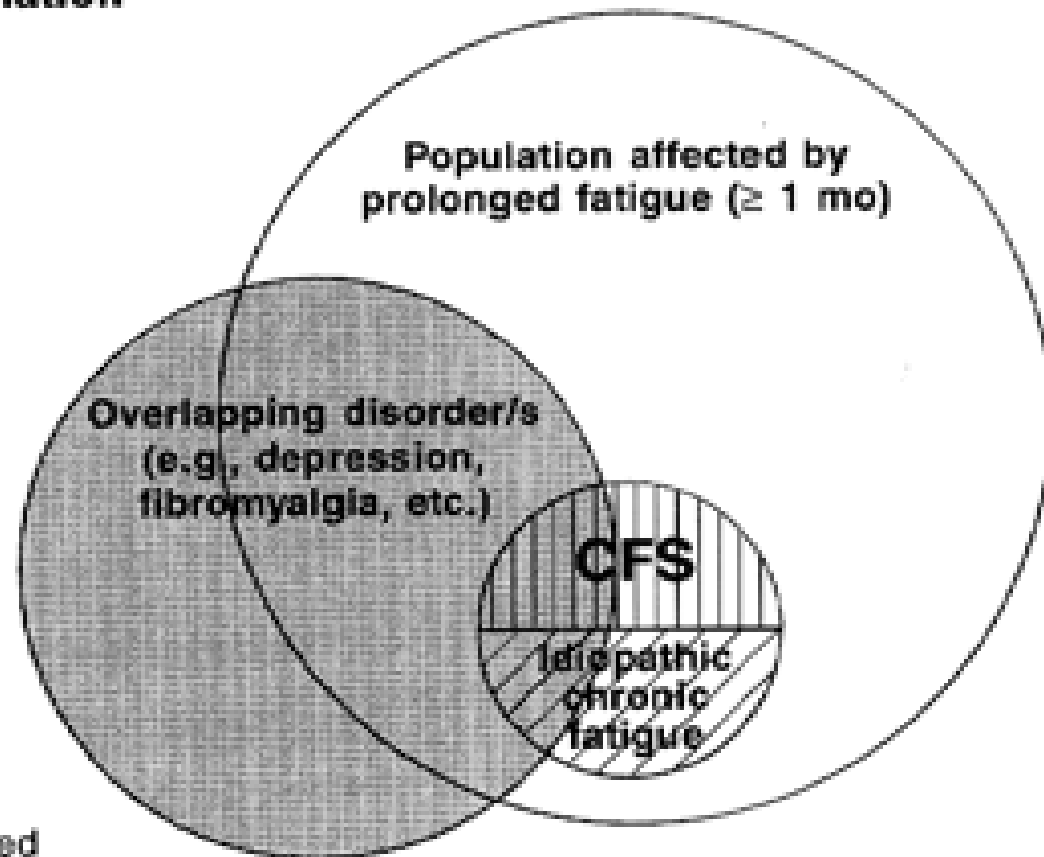 Population affected by
prolonged fatigue (≥ 1 mo)
Overlapping disorder/s
(e.g., depression,
fibromyalgia, etc.)
CFS
Idiopathic
chronic
fatigue